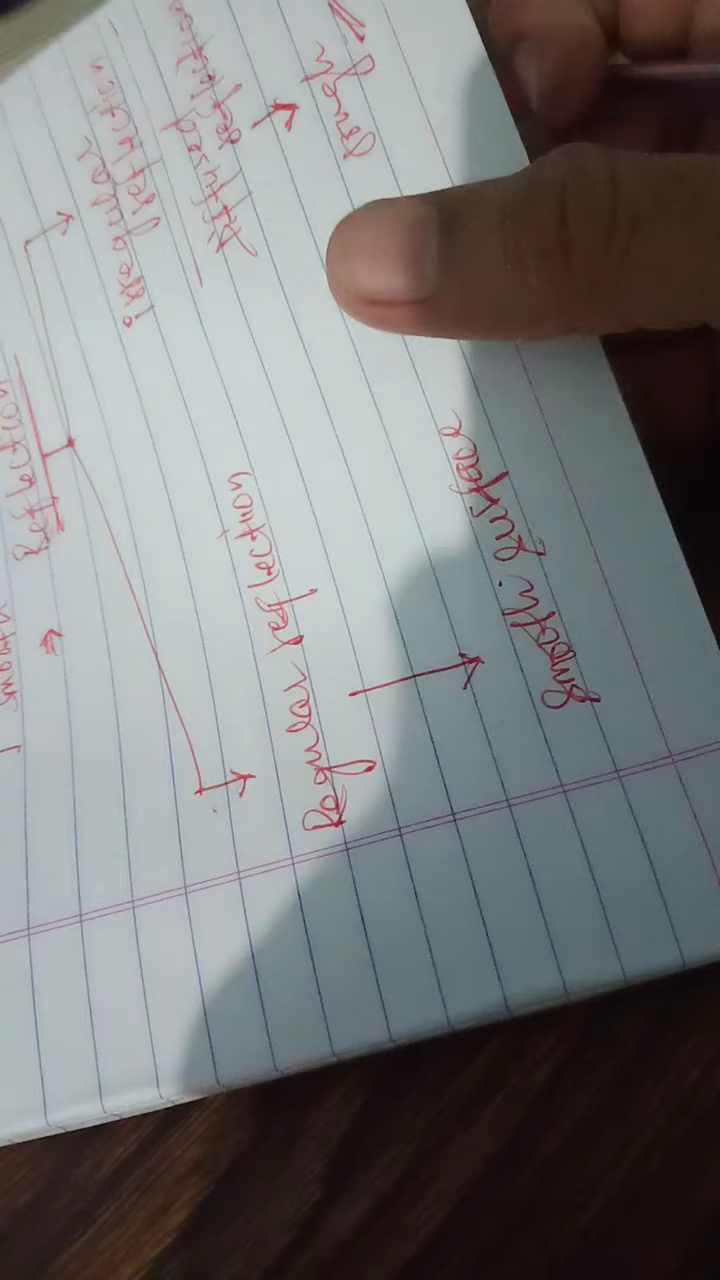 Reflection
Regular reflection
irregular
reflection
diffused
reflection
smooth surface
rough